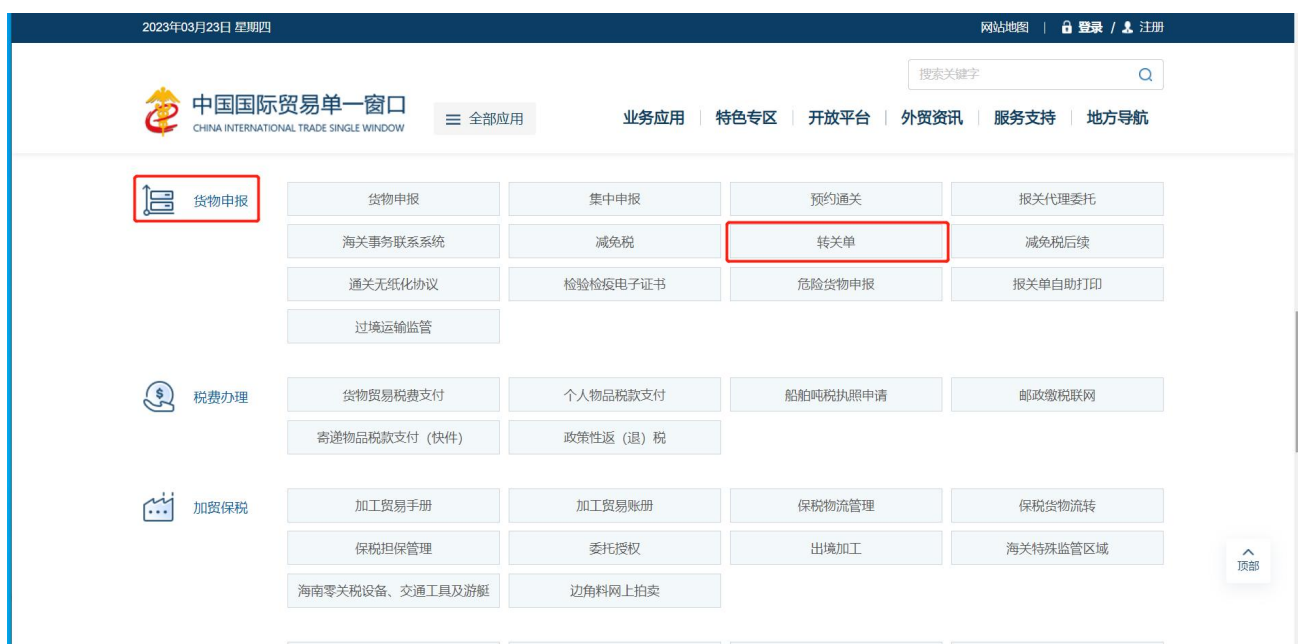 2023年03月23日 星期四
网站地图 | 登录 / 注册
搜索关键字
中国国际贸易单一窗口
CHINA INTERNATIONAL TRADE SINGLE WINDOW
全部应用
业务应用 | 特色专区 | 开放平台 | 外贸资讯 | 服务支持 | 地方导航
货物申报
货物申报 集中申报 预约通关 报关代理委托
海关事务联系系统 减免税 转关单 减免税后续
通关无纸化协议 检验检疫电子证书 危险货物申报 报关单自助打印
过境运输监管
税费办理
货物贸易税费支付 个人物品税款支付 船舶吨税执照申请 邮政缴税联网
寄递物品税款支付（快件） 政策性返（退）税
加贸保税
加工贸易手册 加工贸易账册 保税物流管理 保税货物流转
保税担保管理 委托授权 出境加工 海关特殊监管区域
海南零关税设备、交通工具及游艇 边角料网上拍卖
顶部